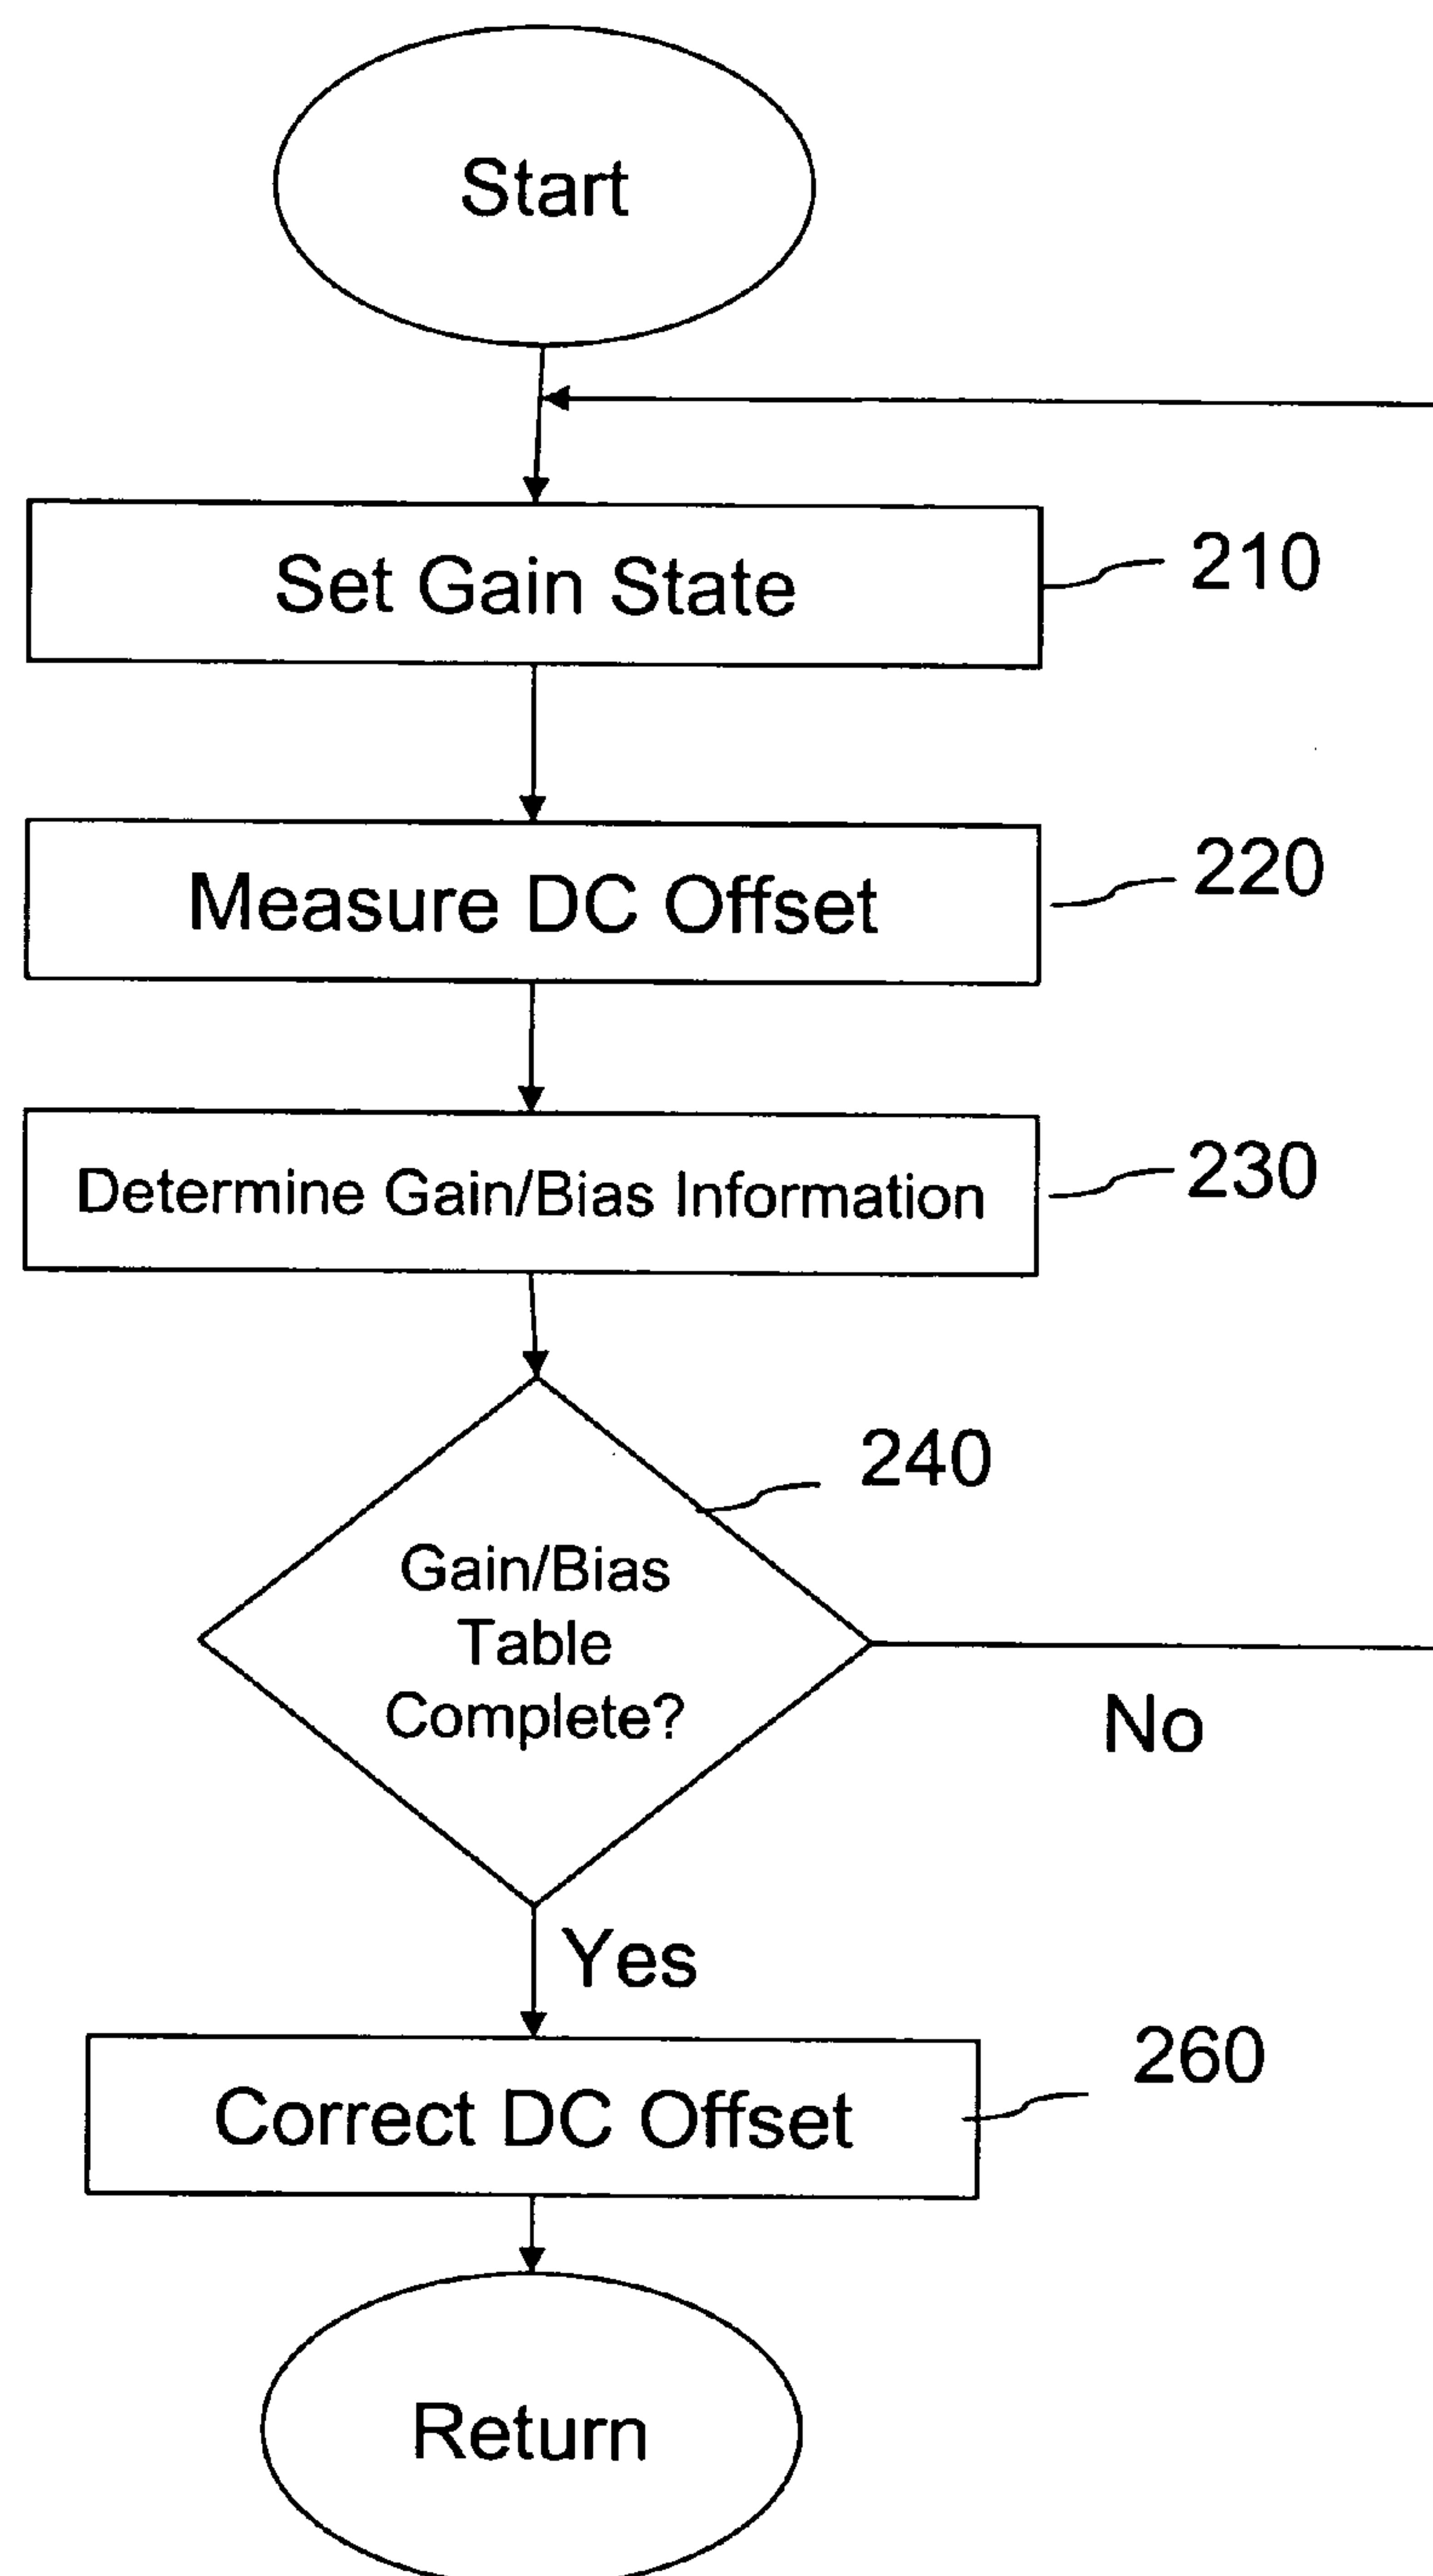 Start
Set Gain State
210
Measure DC Offset
220
Determine Gain/Bias Information
230
240
Gain/Bias
Table
Complete?
No
Yes
260
Correct DC Offset
Return